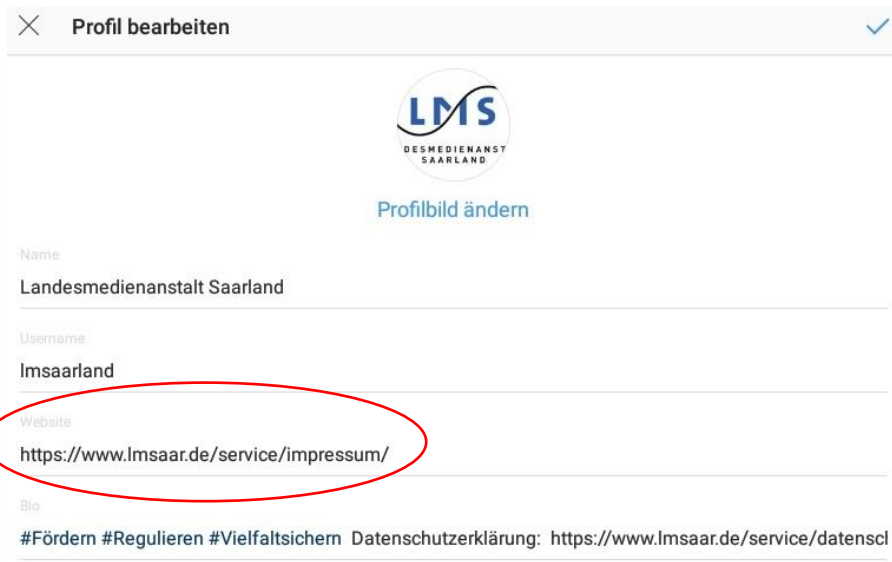 Profil bearbeiten
LMS
DESMEDIENANST
SAARLAND
Profilbild ändern
Name
Landesmedienanstalt Saarland
Username
lmsaarland
Website
https://www.lmsaar.de/service/impressum/
Bio
#Fördern #Regulieren #Vielfaltsichern Datenschutzerklärung: https://www.lmsaar.de/service/datenscl